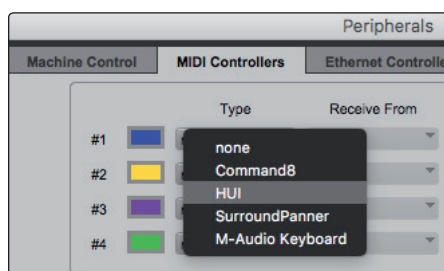 Peripherals
Machine Control MIDI Controllers Ethernet Controlle
Type Receive From
#1
none
#2 Command8
HUI
#3 SurroundPanner
#4 M-Audio Keyboard